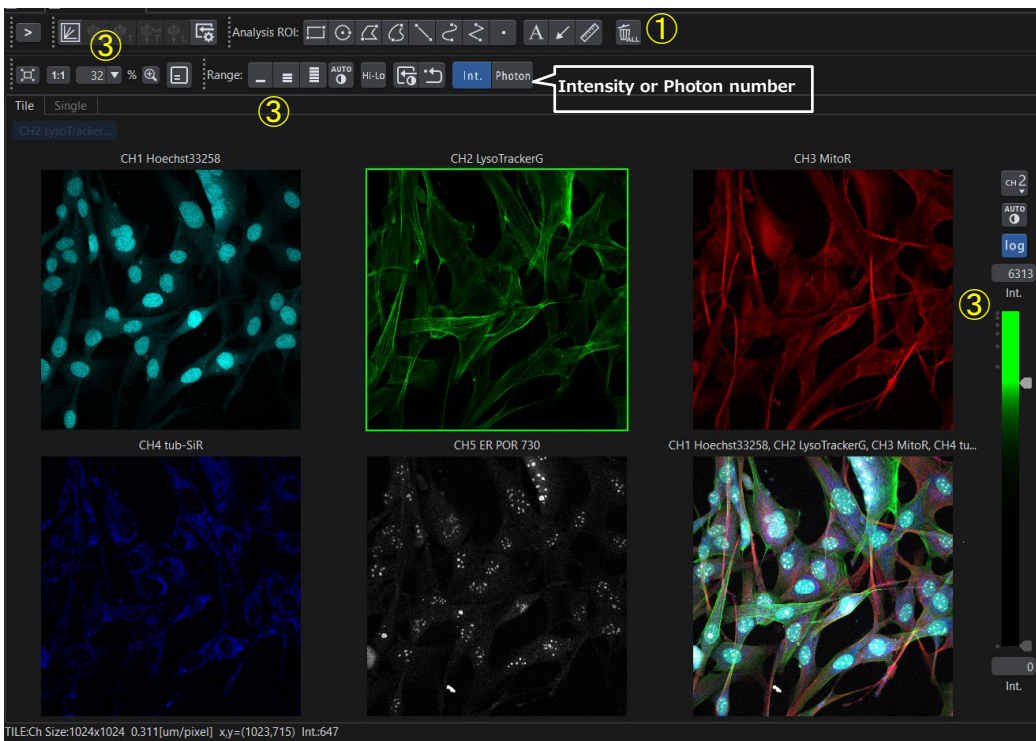 > Analysis ROI: A ALL ①
③
1:1 32 % Range: AUTO Hi-Lo Int. Photon
Intensity or Photon number
③
Tile Single
CH2 LysoTracker...
CH1 Hoechst33258 CH2 LysoTrackerG CH3 MitoR
CH2
AUTO
log
6313
Int.
③
CH4 tub-SiR CH5 ER POR 730 CH1 Hoechst33258, CH2 LysoTrackerG, CH3 MitoR, CH4 tu...
0
Int.
TILE:Ch Size:1024x1024 0.311[um/pixel] x,y=(1023,715) Int.:647